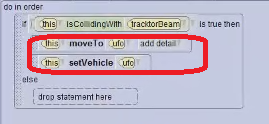 do in order
if this isCollidingWith tracktorBeam is true then
this moveTo ufo add detail
this setVehicle ufo
else
drop statement here